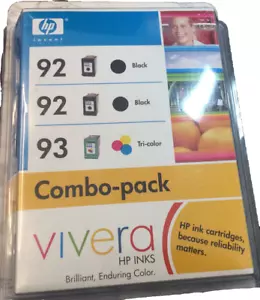 hp
invent
92 Black
92 Black
93 Tri-color
Combo-pack
vivera
HP INKS
Brilliant, Enduring Color.
HP ink cartridges,
because reliability
matters.